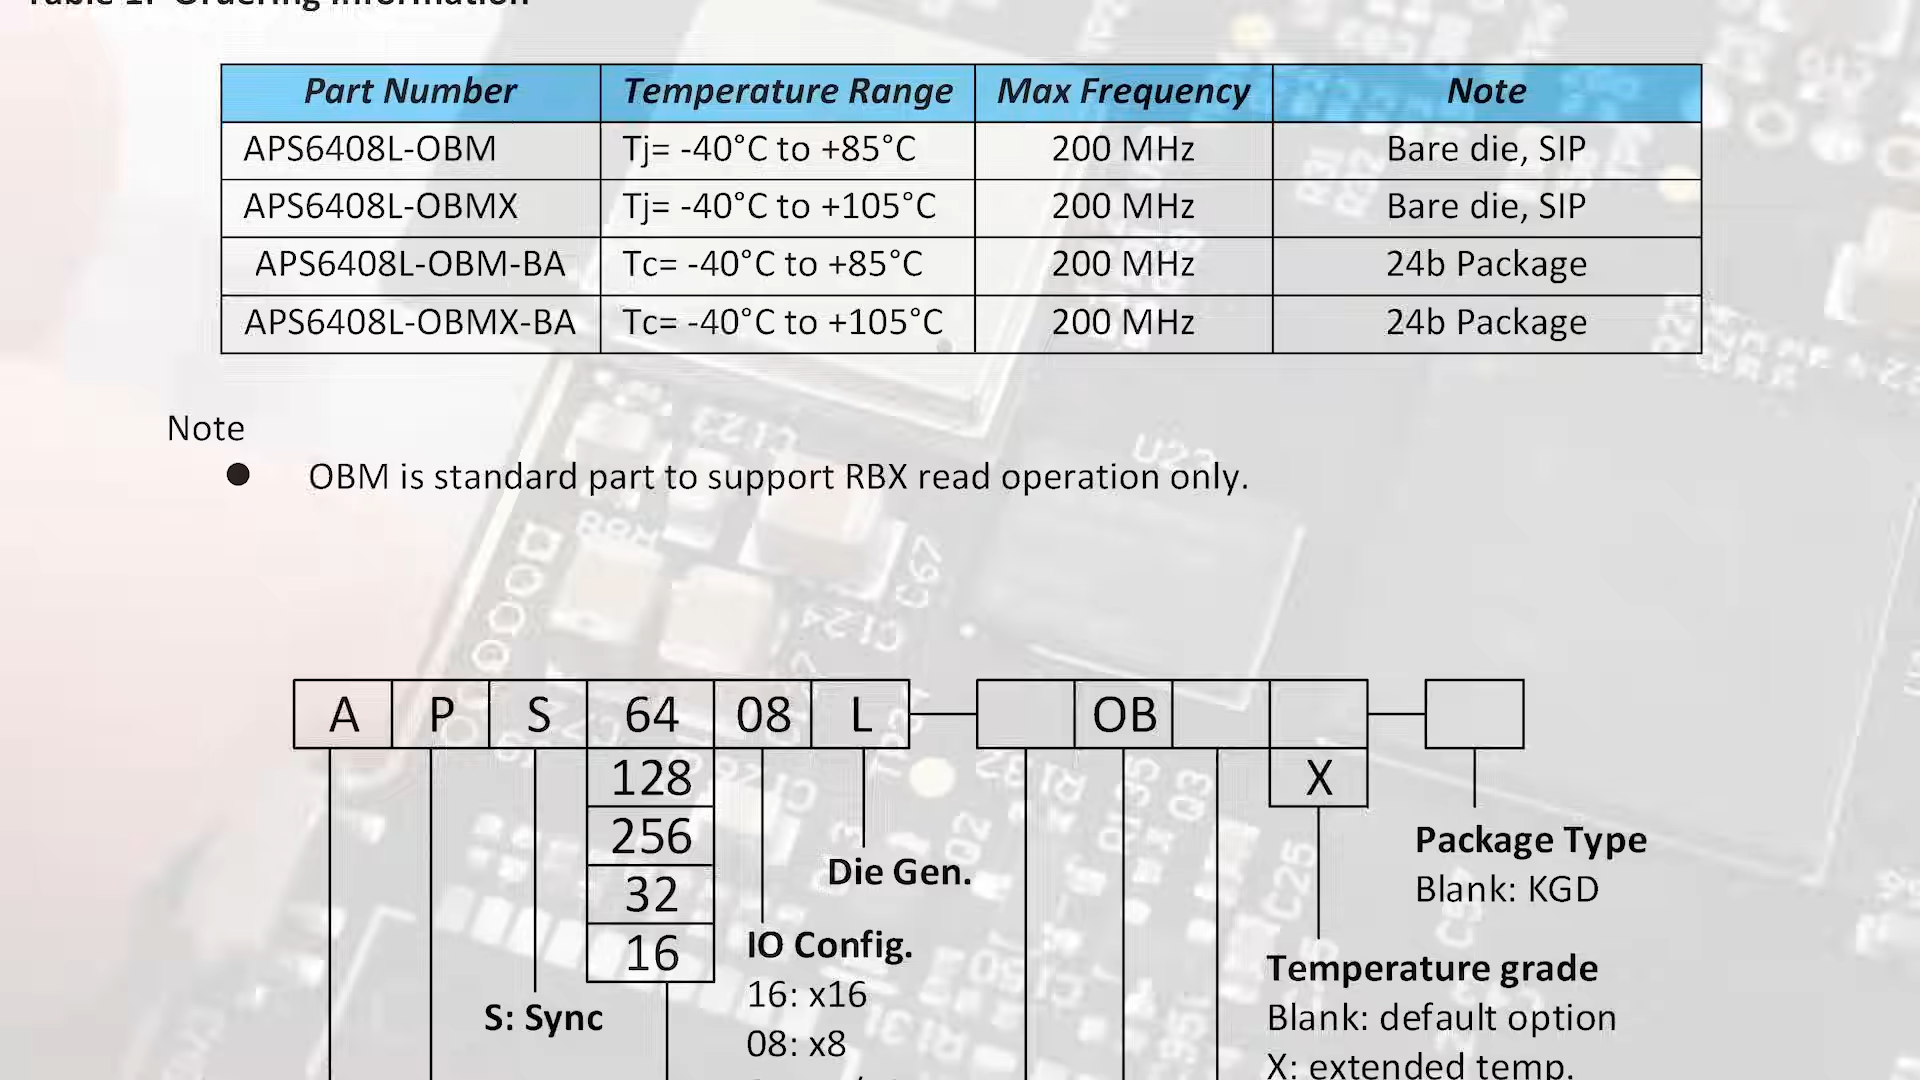 Table 1: Ordering Information
Part Number Temperature Range Max Frequency Note
APS6408L-OBM Tj= -40°C to +85°C 200 MHz Bare die, SIP
APS6408L-OBMX Tj= -40°C to +105°C 200 MHz Bare die, SIP
APS6408L-OBM-BA Tc= -40°C to +85°C 200 MHz 24b Package
APS6408L-OBMX-BA Tc= -40°C to +105°C 200 MHz 24b Package
Note
● OBM is standard part to support RBX read operation only.
A P S 64 08 L OB
128 X
256
32
16
Die Gen.
Package Type
Blank: KGD
IO Config.
16: x16
08: x8
S: Sync
Temperature grade
Blank: default option
X: extended temp.